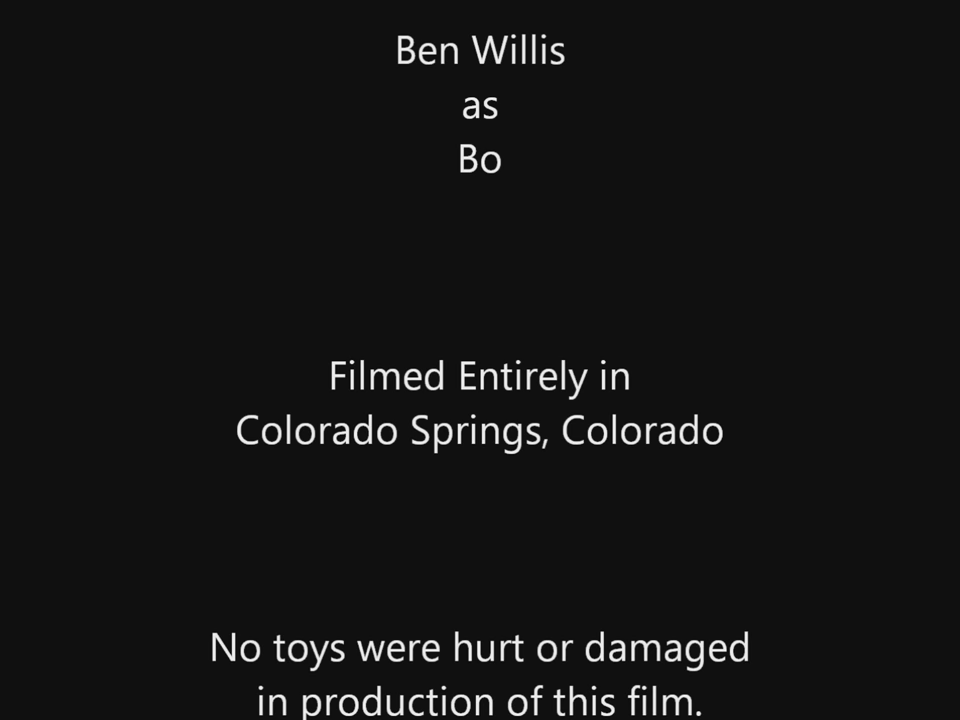 Ben Willis
as
Bo
Filmed Entirely in
Colorado Springs, Colorado
No toys were hurt or damaged
in production of this film.